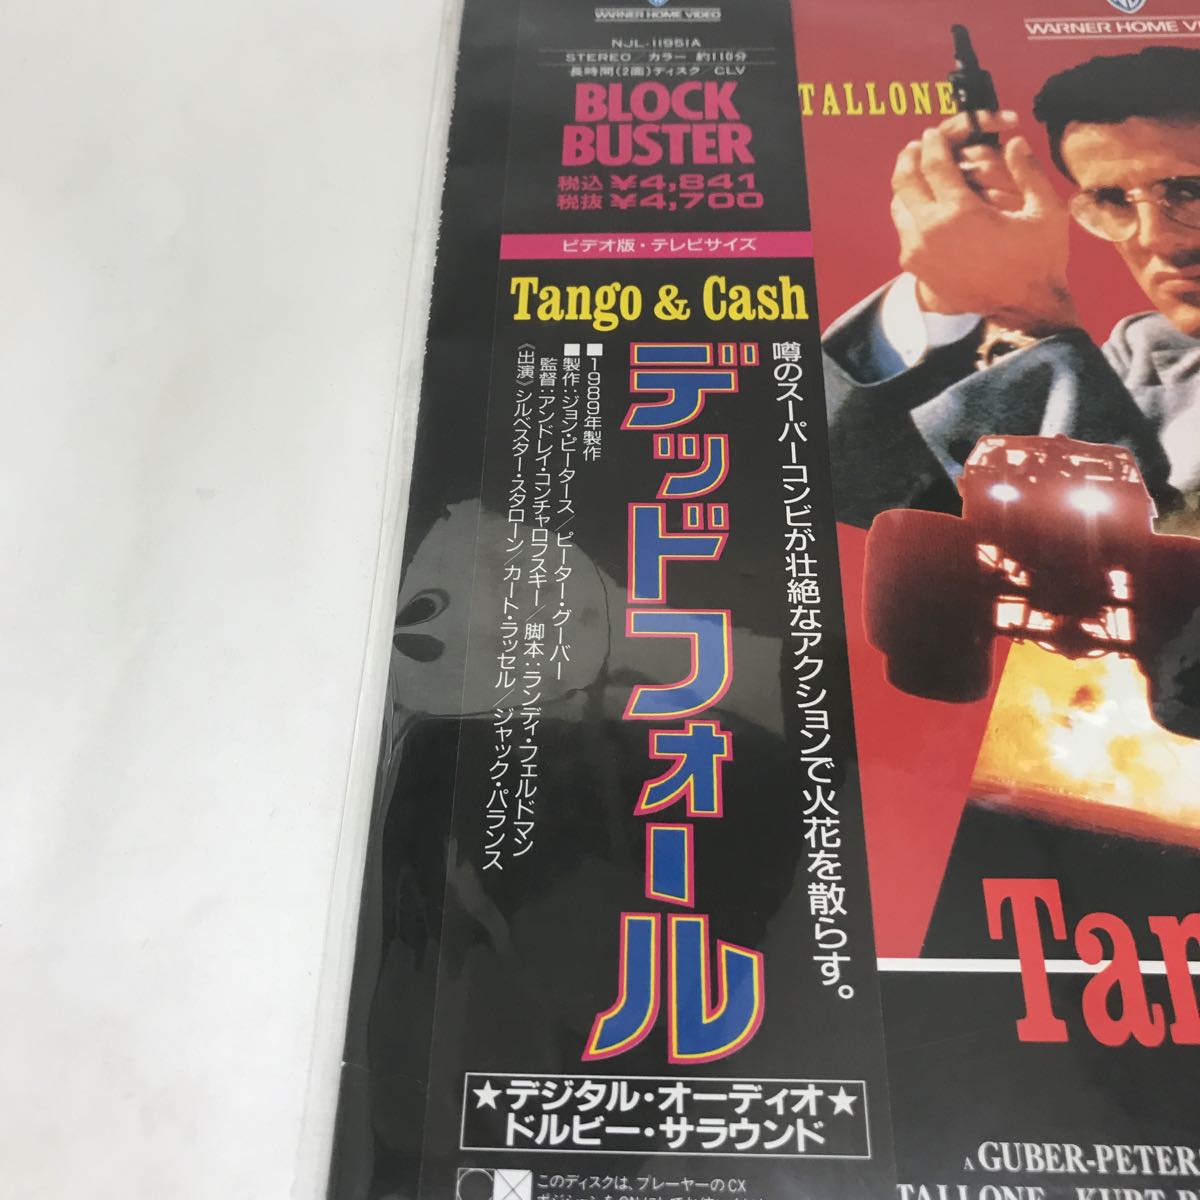 WARNER HOME VIDEO
NJL-11951A
STEREO／カラー 約110分
長時間(2面)ディスク／CLV
BLOCK
BUSTER
税込 ¥4,841
税抜 ¥4,700
ビデオ版・テレビサイズ
Tango & Cash
噂のスーパーコンビが壮絶なアクションで火花を散らす。
デッドフォール
■1989年製作
■製作:ジョン・ピータース／ピーター・グーバー
監督:アンドレイ・コンチャロフスキー／脚本:ランディ・フェルドマン
《出演》シルベスター・スタローン／カート・ラッセル／ジャック・パランス
★デジタル・オーディオ★
ドルビー・サラウンド
このディスクは、プレーヤーのCX
WARNER HOME VI
TALLONE
Tan
A GUBER-PETERS
TALLONE